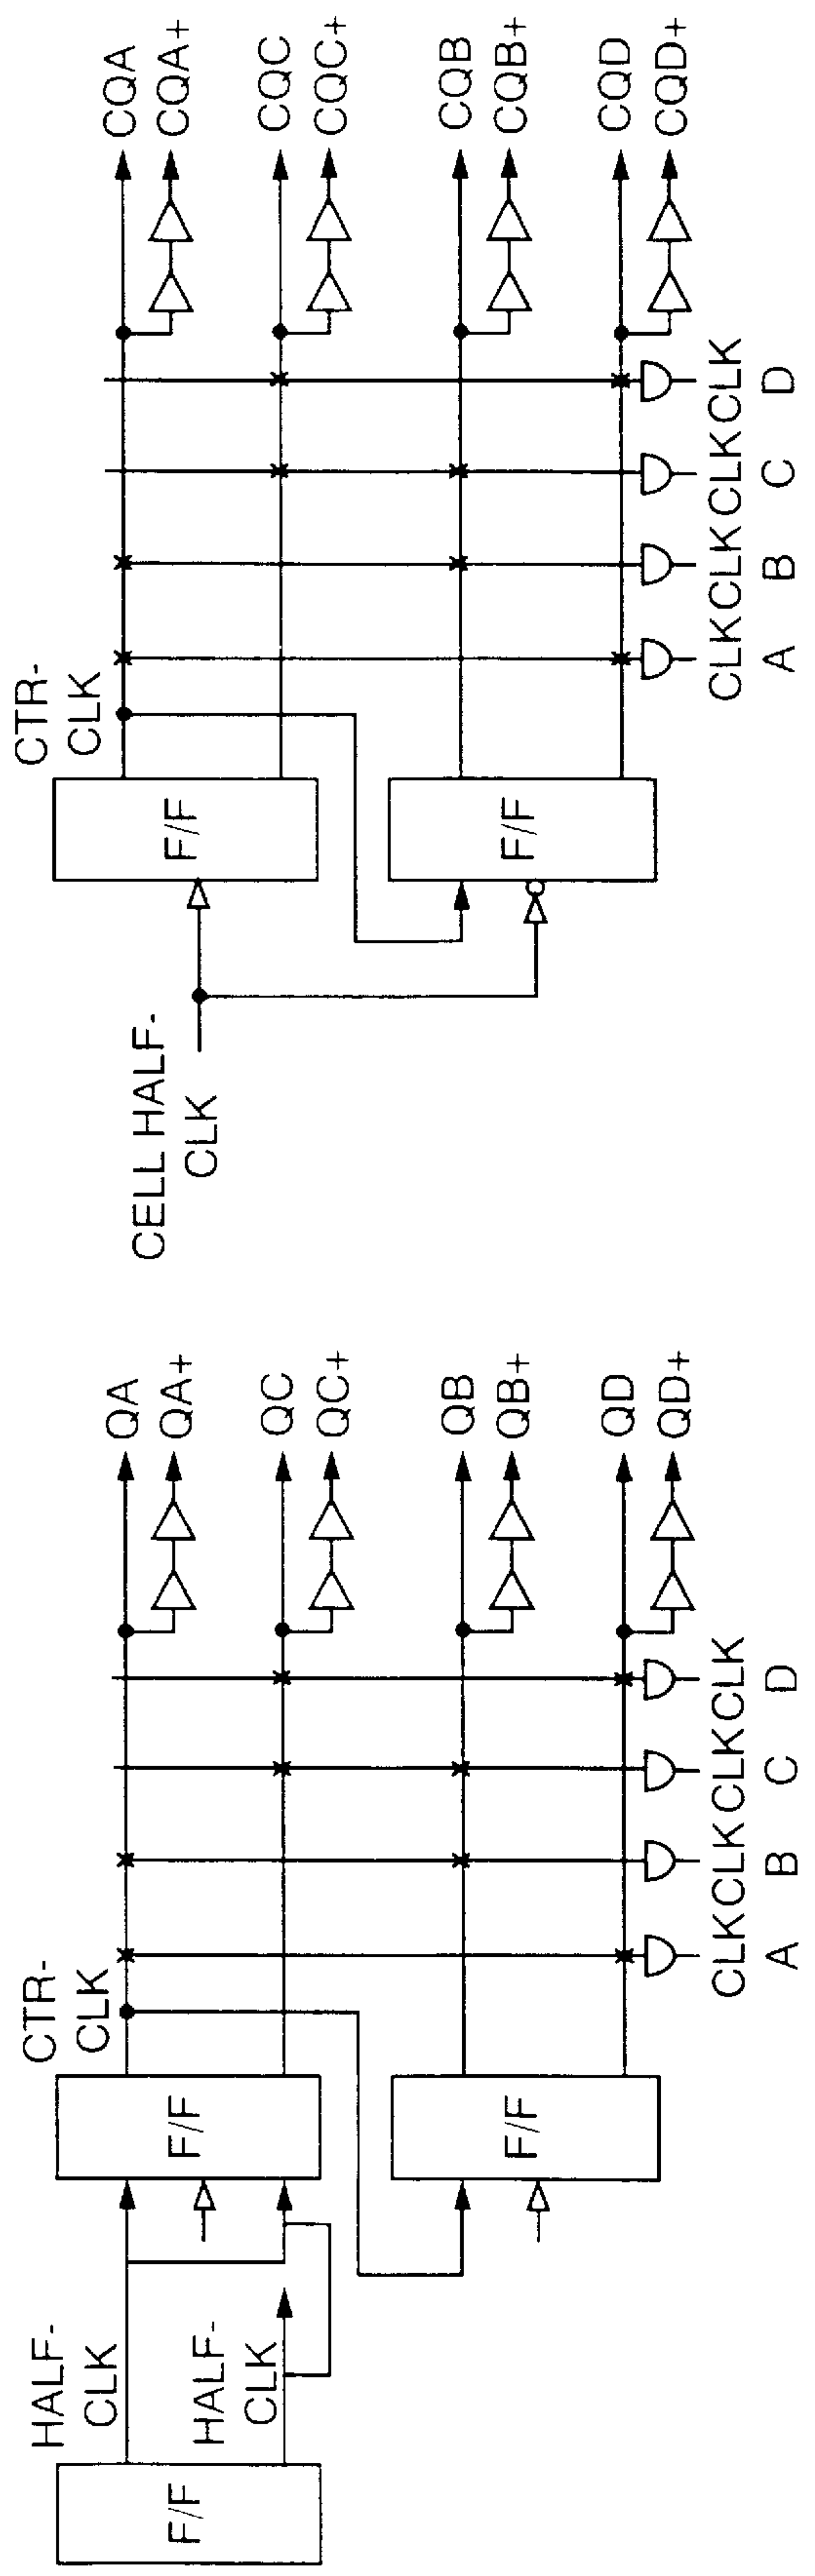 HALF-
CLK
HALF-
CLK
F/F
CTR-
CLK
F/F
F/F
QA
QA+
QC
QC+
QB
QB+
QD
QD+
CLK CLK CLK CLK
A B C D
CELL HALF-
CLK
CTR-
CLK
F/F
F/F
CQA
CQA+
CQC
CQC+
CQB
CQB+
CQD
CQD+
CLK CLK CLK CLK
A B C D